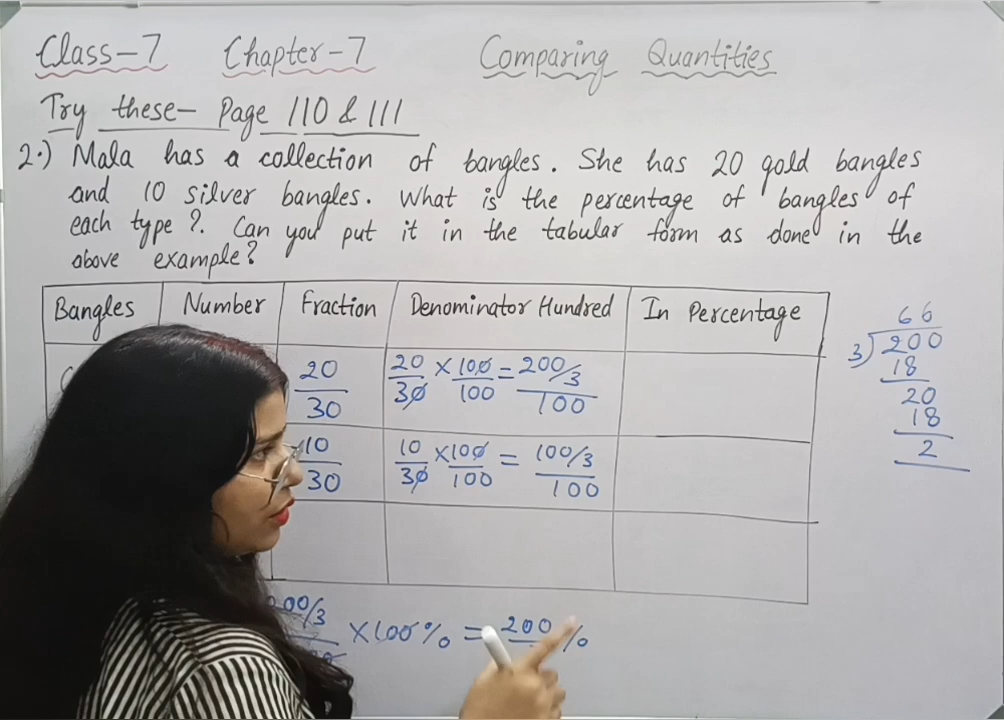 Class-7 Chapter-7 Comparing Quantities
Try these- Page 110 & 111
2.) Mala has a collection of bangles. She has 20 gold bangles
and 10 silver bangles. What is the percentage of bangles of
each type?. Can you put it in the tabular form as done in the
above example?
Bangles Number Fraction Denominator Hundred In Percentage
20/30 20/30 × 100/100 = 200/3/100
10/30 10/30 × 100/100 = 100/3/100
66
3)200
18
20
18
2
200/3 ×100% = 200 %